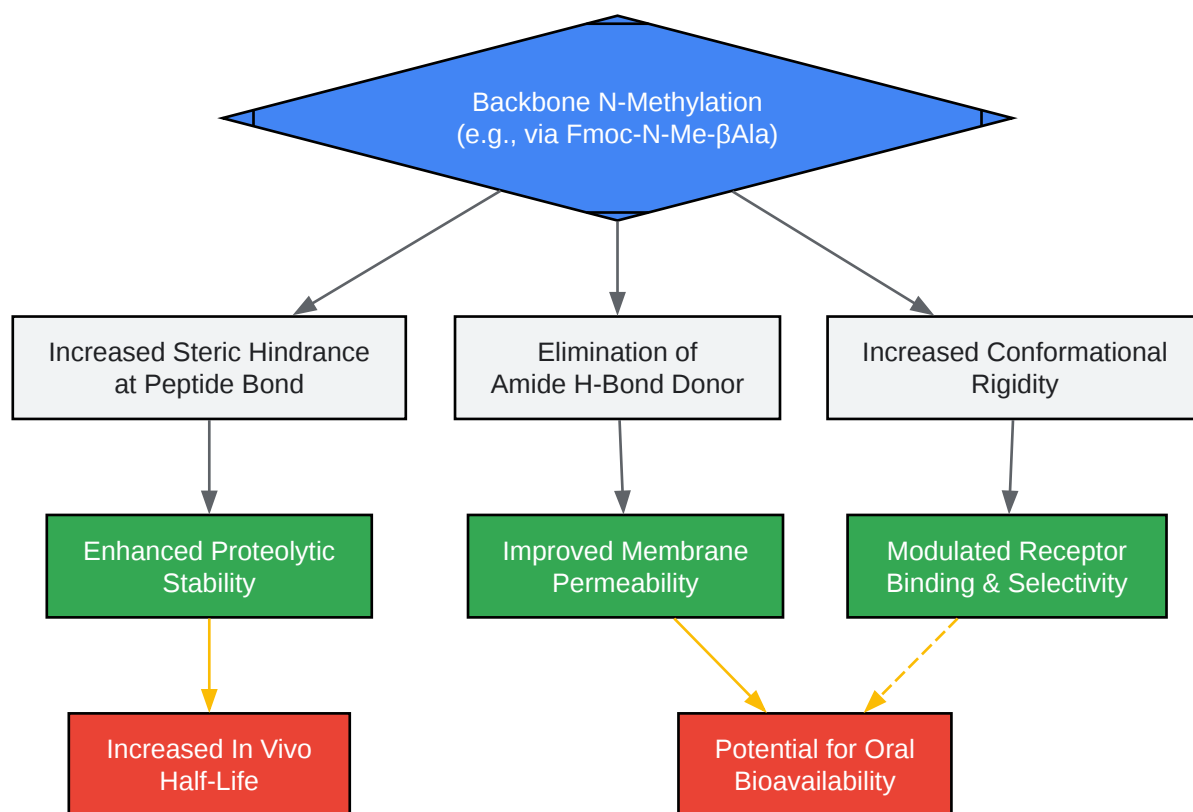 Backbone N-Methylation
(e.g., via Fmoc-N-Me-βAla)
Increased Steric Hindrance
at Peptide Bond
Elimination of
Amide H-Bond Donor
Increased Conformational
Rigidity
Enhanced Proteolytic
Stability
Improved Membrane
Permeability
Modulated Receptor
Binding & Selectivity
Increased In Vivo
Half-Life
Potential for Oral
Bioavailability